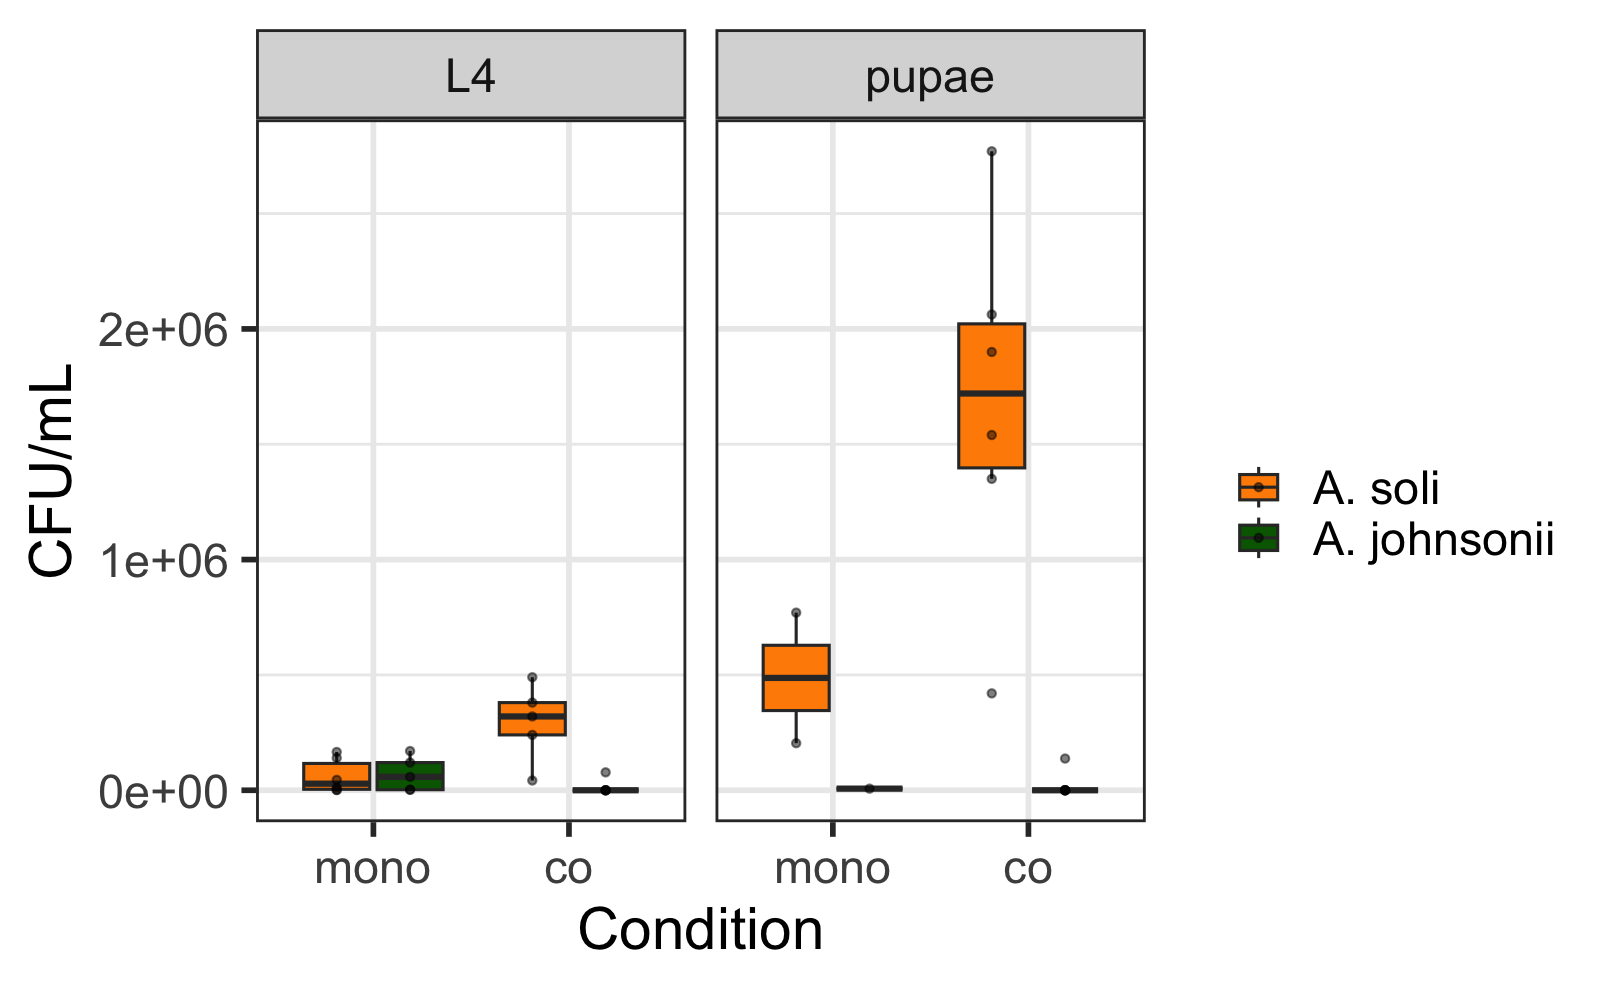 L4
pupae
CFU/mL
2e+06
1e+06
0e+00
mono
co
mono
co
Condition
A. soli
A. johnsonii